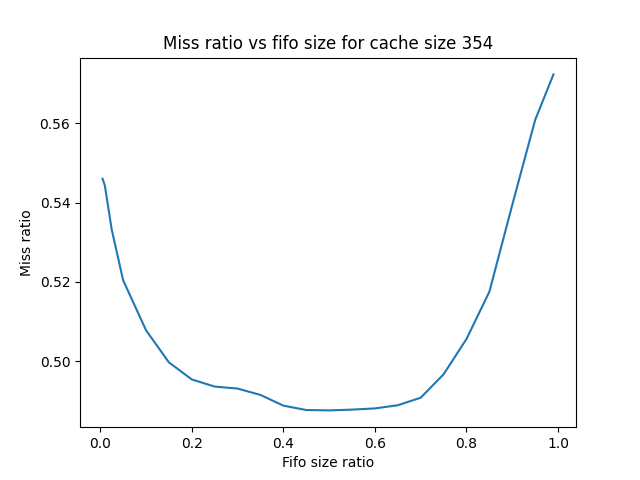 Miss ratio vs fifo size for cache size 354
0.56
0.54
0.52
0.50
Miss ratio
0.0 0.2 0.4 0.6 0.8 1.0
Fifo size ratio